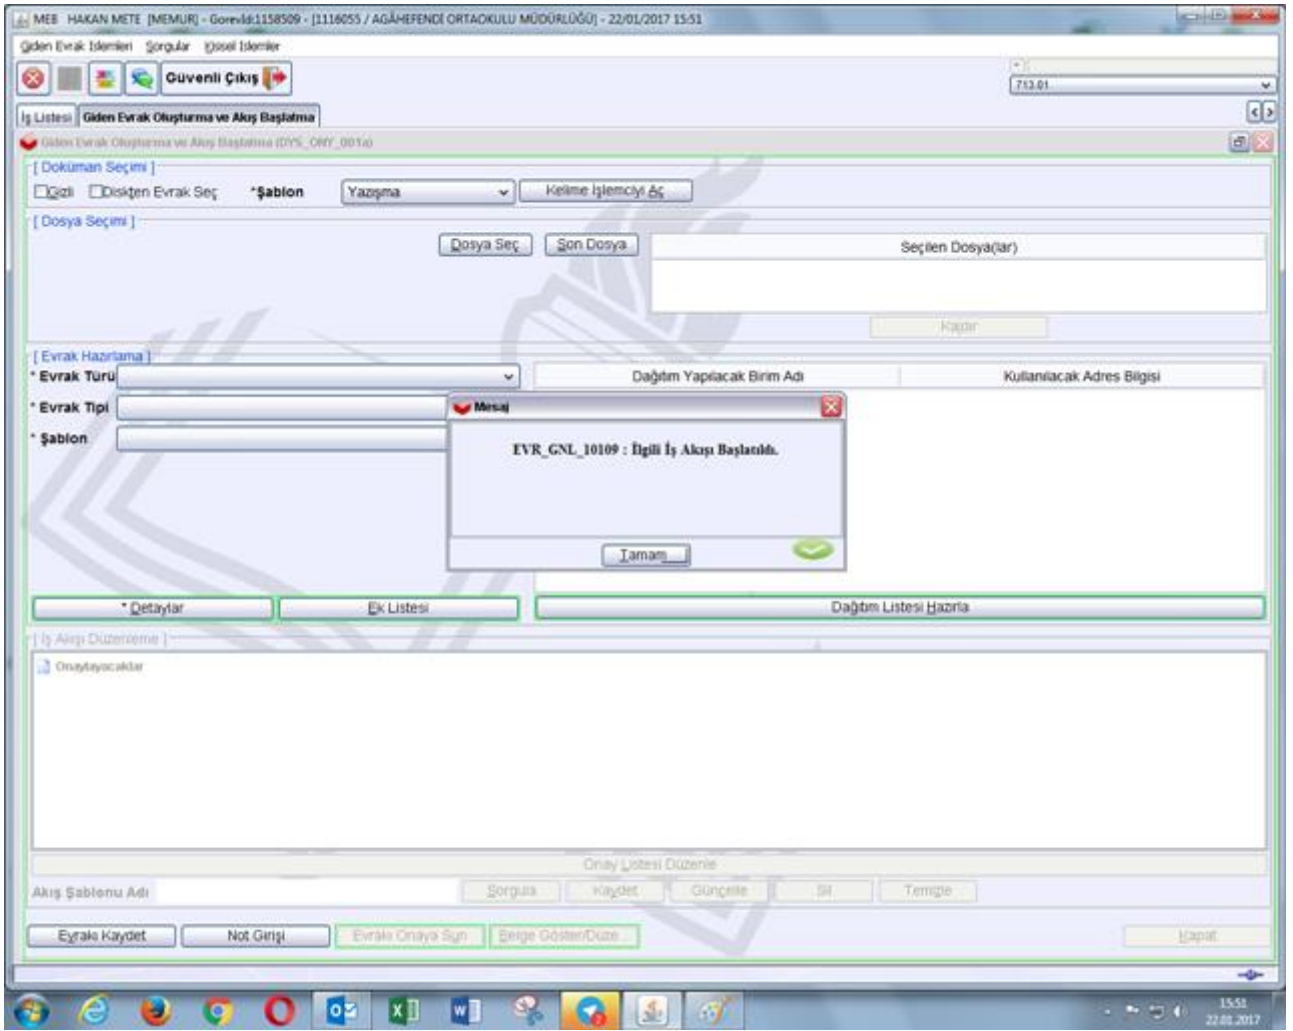 MEB HAKAN METE [MEMUR] - GorevId:1158509 - [1116055 / AGÂHEFENDİ ORTAOKULU MÜDÜRLÜĞÜ] - 22/01/2017 15:51
Giden Evrak İşlemleri Sorgular Kişisel İşlemler
Güvenli Çıkış
713.01
İş Listesi Giden Evrak Oluşturma ve Akış Başlatma
Giden Evrak Oluşturma ve Akış Başlatma (DYS_ONY_001a)
[ Doküman Seçimi ]
Gizli Diskten Evrak Seç *Şablon Yazışma Kelime İşlemciyi Aç
[ Dosya Seçimi ]
Dosya Seç Son Dosya Seçilen Dosya(lar)
Kaldır
[ Evrak Hazırlama ]
* Evrak Türü Dağıtım Yapılacak Birim Adı Kullanılacak Adres Bilgisi
* Evrak Tipi
* Şablon
Mesaj
EVR_GNL_10109 : İlgili İş Akışı Başlatıldı.
Tamam
* Detaylar Ek Listesi Dağıtım Listesi Hazırla
[ İş Akışı Düzenleme ]
Onaylayacaklar
Onay Listesi Düzenle
Akış Şablonu Adı Sorgula Kaydet Güncelle Sil Temizle
Evrakı Kaydet Not Girişi Evrakı Onaya Sun Belge Göster/Düze...
Kapat
15:51
22.01.2017